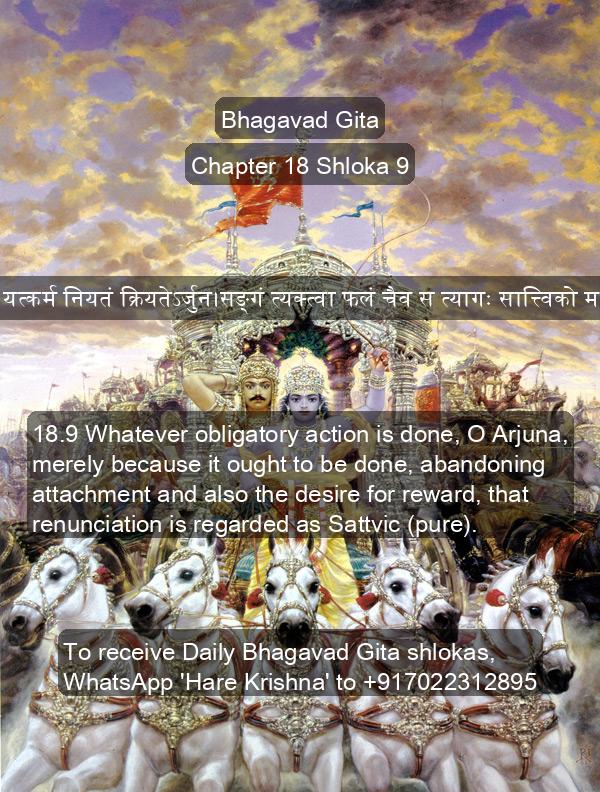 Bhagavad Gita
Chapter 18 Shloka 9
यत्कर्म नियतं क्रियतेऽर्जुन।सङ्गं त्यक्त्वा फलं चैव स त्यागः सात्त्विको म
18.9 Whatever obligatory action is done, O Arjuna,
merely because it ought to be done, abandoning
attachment and also the desire for reward, that
renunciation is regarded as Sattvic (pure).
To receive Daily Bhagavad Gita shlokas,
WhatsApp 'Hare Krishna' to +917022312895